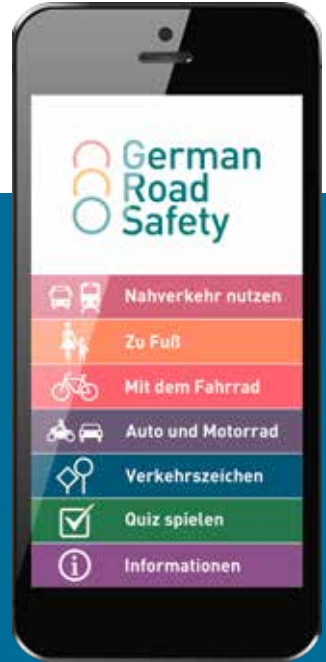 German
Road
Safety
Nahverkehr nutzen
Zu Fuß
Mit dem Fahrrad
Auto und Motorrad
Verkehrszeichen
Quiz spielen
Informationen